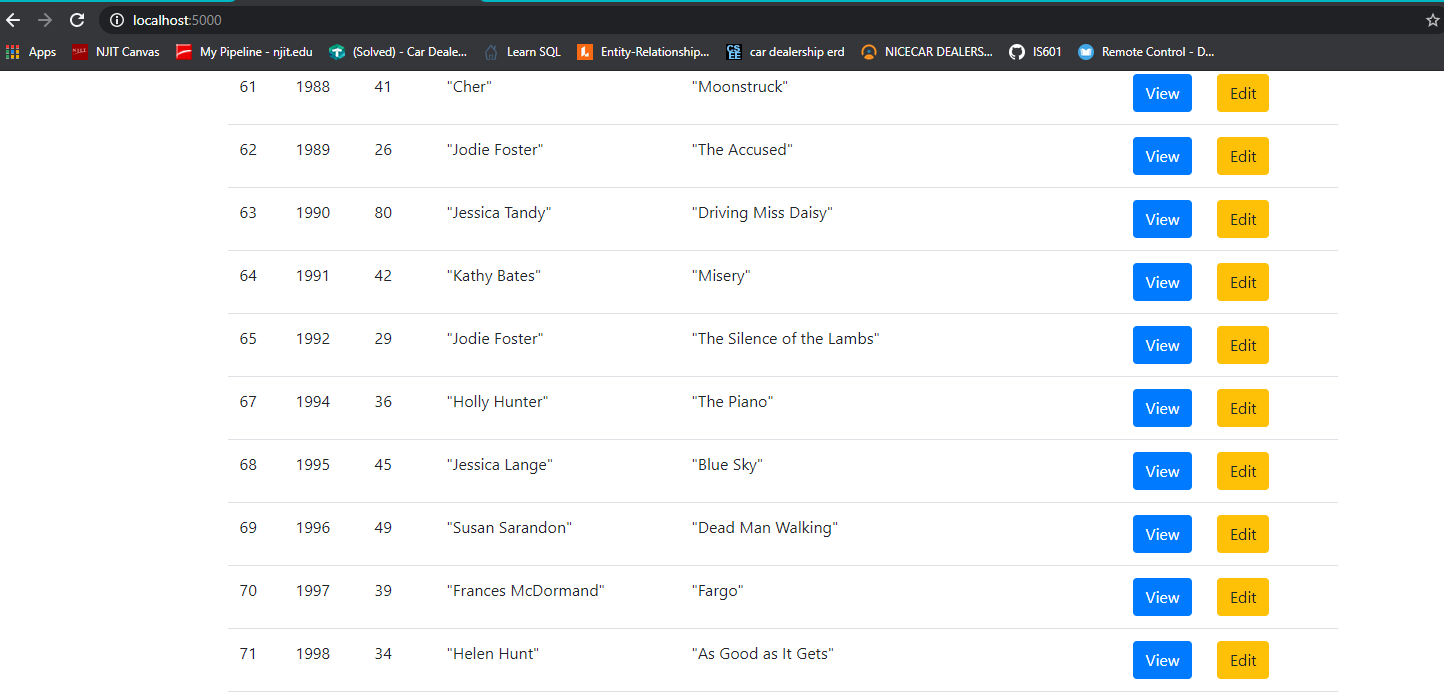 localhost:5000
Apps NJIT Canvas My Pipeline - njit.edu (Solved) - Car Deale... Learn SQL Entity-Relationship... CS EE car dealership erd NICECAR DEALERS... IS601 Remote Control - D...
61 1988 41 "Cher" "Moonstruck" View Edit
62 1989 26 "Jodie Foster" "The Accused" View Edit
63 1990 80 "Jessica Tandy" "Driving Miss Daisy" View Edit
64 1991 42 "Kathy Bates" "Misery" View Edit
65 1992 29 "Jodie Foster" "The Silence of the Lambs" View Edit
67 1994 36 "Holly Hunter" "The Piano" View Edit
68 1995 45 "Jessica Lange" "Blue Sky" View Edit
69 1996 49 "Susan Sarandon" "Dead Man Walking" View Edit
70 1997 39 "Frances McDormand" "Fargo" View Edit
71 1998 34 "Helen Hunt" "As Good as It Gets" View Edit